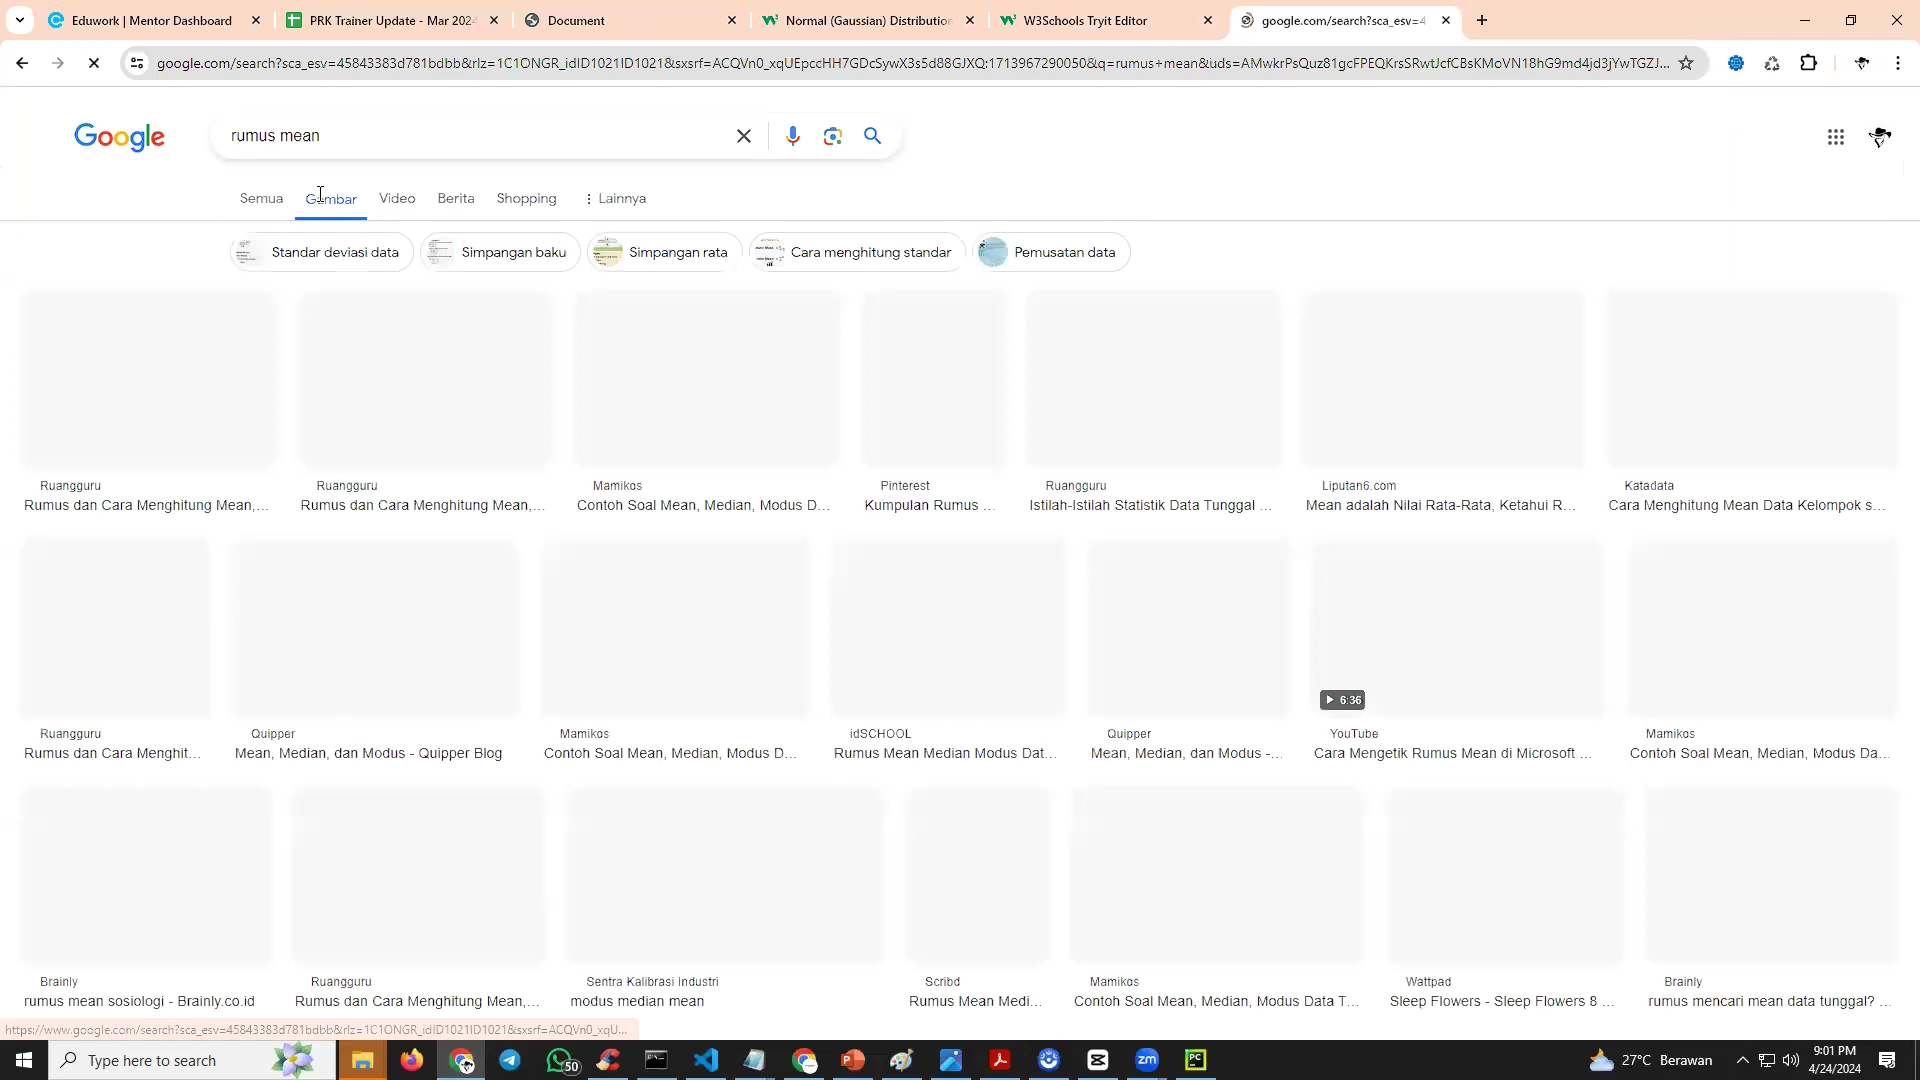 Eduwork | Mentor Dashboard
PRK Trainer Update - Mar 2024
Document
Normal (Gaussian) Distribution
W3Schools Tryit Editor
google.com/search?sca_esv=4
google.com/search?sca_esv=45843383d781bdbb&rlz=1C1ONGR_idID1021ID1021&sxsrf=ACQVn0_xqUEpccHH7GDcSywX3s5d88GJXQ:1713967290050&q=rumus+mean&uds=AMwkrPsQuz81gcFPEQKrsSRwtJcfCBsKMoVN18hG9md4jd3jYwTGZJ...
Google
rumus mean
Semua Gambar Video Berita Shopping Lainnya
Standar deviasi data Simpangan baku Simpangan rata Cara menghitung standar Pemusatan data
Ruangguru Ruangguru Mamikos Pinterest Ruangguru Liputan6.com Katadata
Rumus dan Cara Menghitung Mean,... Rumus dan Cara Menghitung Mean,... Contoh Soal Mean, Median, Modus D... Kumpulan Rumus ... Istilah-Istilah Statistik Data Tunggal ... Mean adalah Nilai Rata-Rata, Ketahui R... Cara Menghitung Mean Data Kelompok s...
6:36
Ruangguru Quipper Mamikos idSCHOOL Quipper YouTube Mamikos
Rumus dan Cara Menghit... Mean, Median, dan Modus - Quipper Blog Contoh Soal Mean, Median, Modus D... Rumus Mean Median Modus Dat... Mean, Median, dan Modus -... Cara Mengetik Rumus Mean di Microsoft ... Contoh Soal Mean, Median, Modus Da...
Brainly Ruangguru Sentra Kalibrasi Industri Scribd Mamikos Wattpad Brainly
rumus mean sosiologi - Brainly.co.id Rumus dan Cara Menghitung Mean,... modus median mean Rumus Mean Medi... Contoh Soal Mean, Median, Modus Data T... Sleep Flowers - Sleep Flowers 8 ... rumus mencari mean data tunggal? ...
https://www.google.com/search?sca_esv=45843383d781bdbb&rlz=1C1ONGR_idID1021ID1021&sxsrf=ACQVn0_xqU...
Type here to search
50
zm
PC
27°C Berawan
9:01 PM
4/24/2024